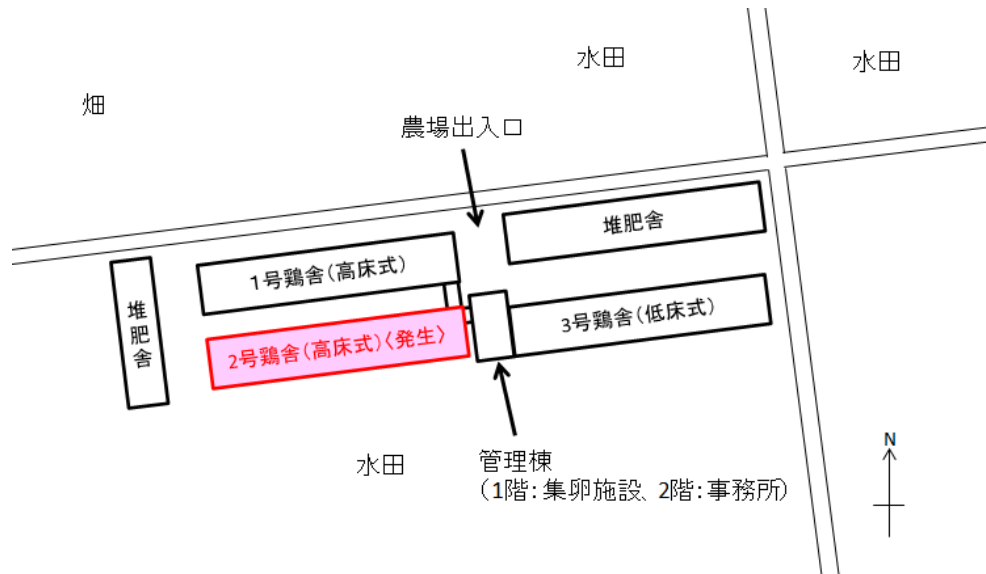 水田
水田
畑
農場出入口
堆肥舎
1号鶏舎(高床式)
堆肥舎
3号鶏舎(低床式)
2号鶏舎(高床式)〈発生〉
水田
管理棟
(1階:集卵施設、2階:事務所)
N